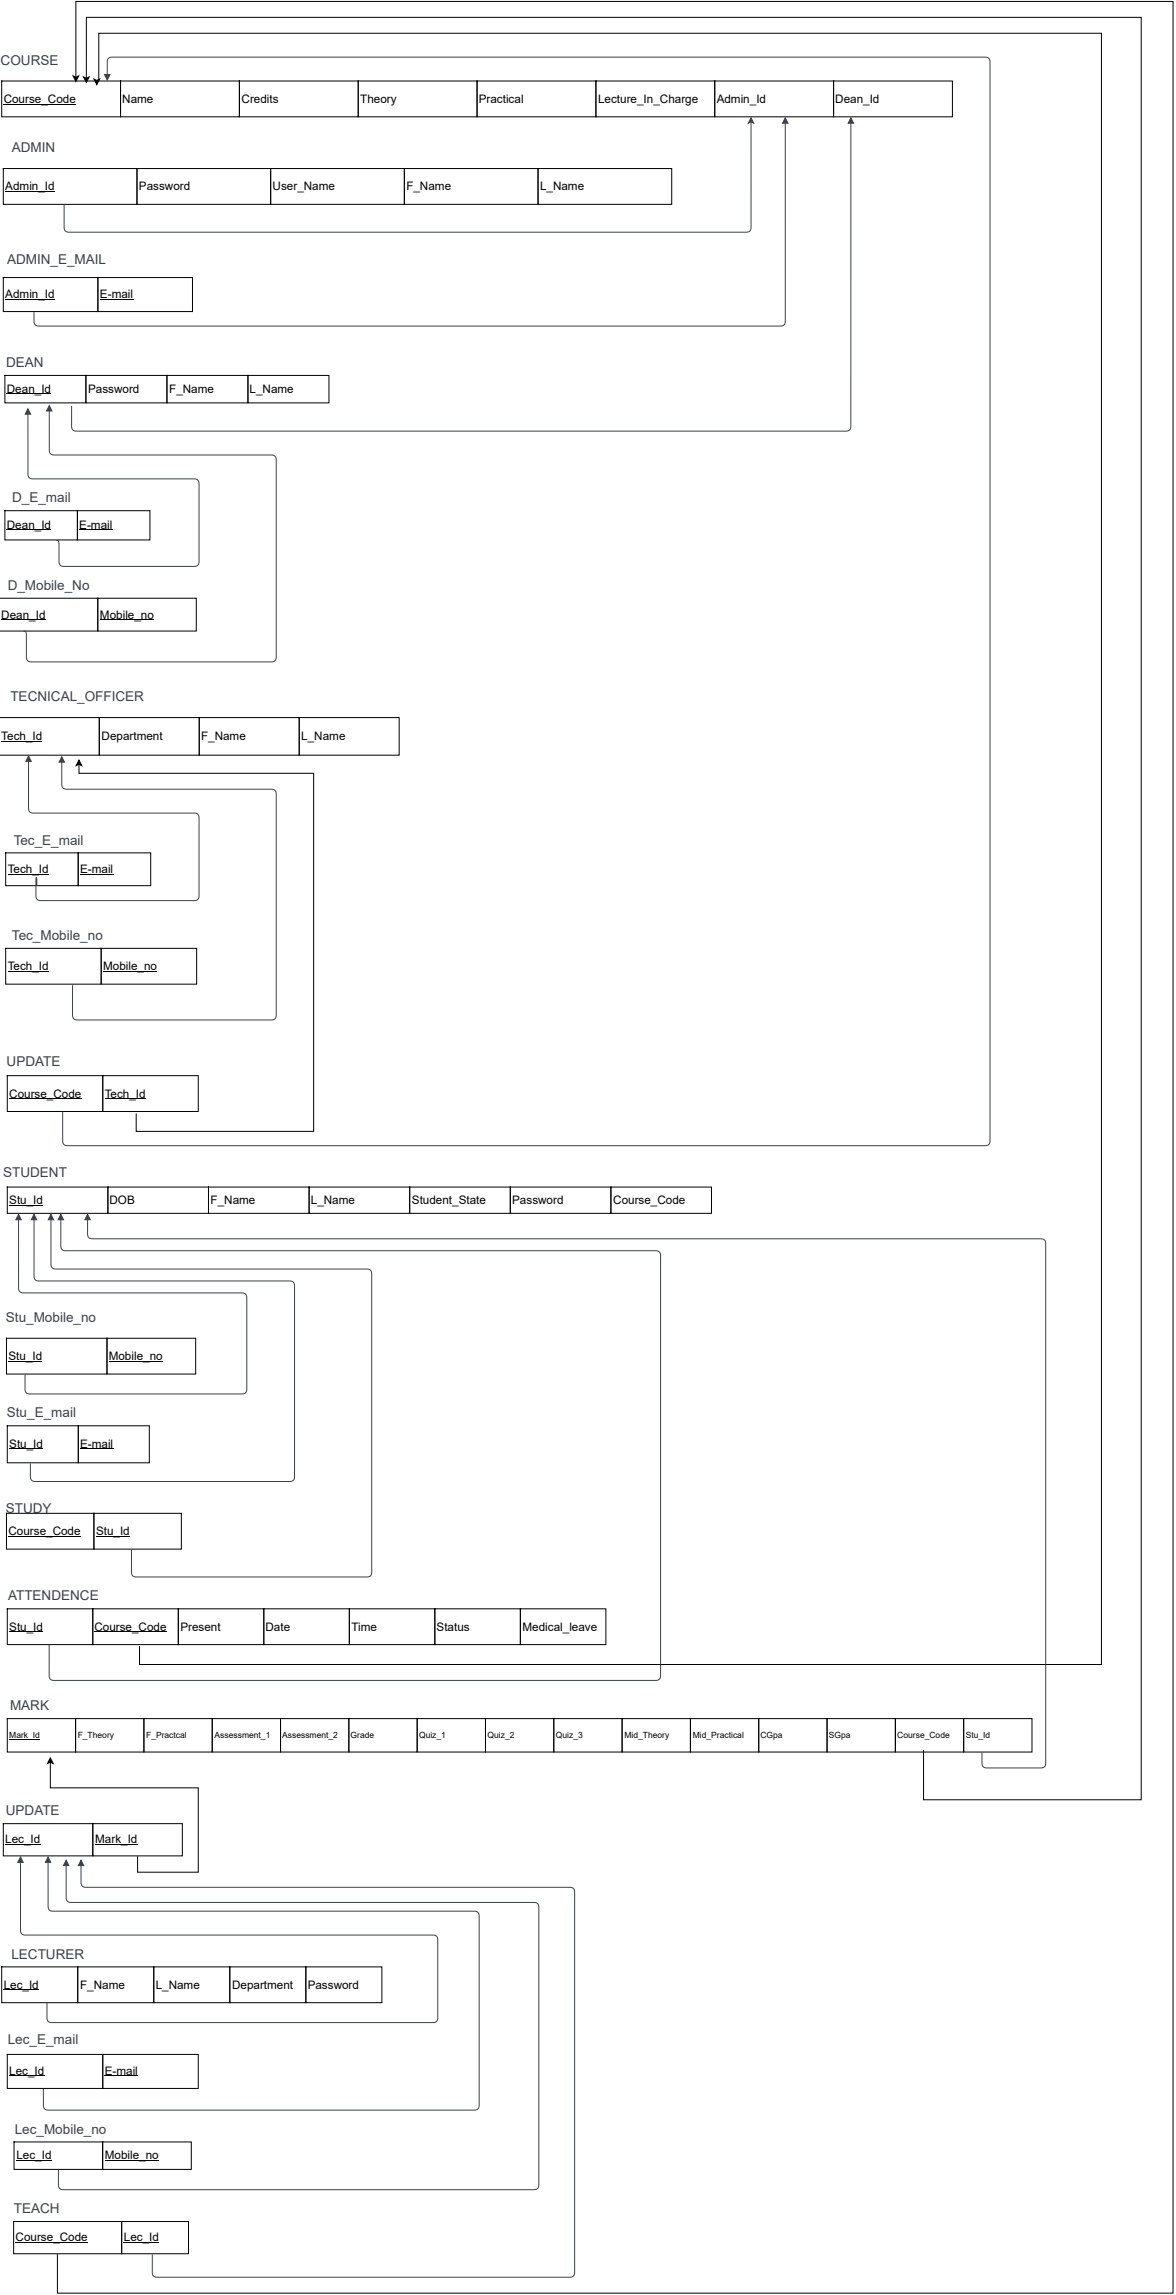 COURSE
Course_Code Name Credits Theory Practical Lecture_In_Charge Admin_Id Dean_Id
ADMIN
Admin_Id Password User_Name F_Name L_Name
ADMIN_E_MAIL
Admin_Id E-mail
DEAN
Dean_Id Password F_Name L_Name
D_E_mail
Dean_Id E-mail
D_Mobile_No
Dean_Id Mobile_no
TECNICAL_OFFICER
Tech_Id Department F_Name L_Name
Tec_E_mail
Tech_Id E-mail
Tec_Mobile_no
Tech_Id Mobile_no
UPDATE
Course_Code Tech_Id
STUDENT
Stu_Id DOB F_Name L_Name Student_State Password Course_Code
Stu_Mobile_no
Stu_Id Mobile_no
Stu_E_mail
Stu_Id E-mail
STUDY
Course_Code Stu_Id
ATTENDENCE
Stu_Id Course_Code Present Date Time Status Medical_leave
MARK
Mark_Id F_Theory F_Practcal Assessment_1 Assessment_2 Grade Quiz_1 Quiz_2 Quiz_3 Mid_Theory Mid_Practical CGpa SGpa Course_Code Stu_Id
UPDATE
Lec_Id Mark_Id
LECTURER
Lec_Id F_Name L_Name Department Password
Lec_E_mail
Lec_Id E-mail
Lec_Mobile_no
Lec_Id Mobile_no
TEACH
Course_Code Lec_Id